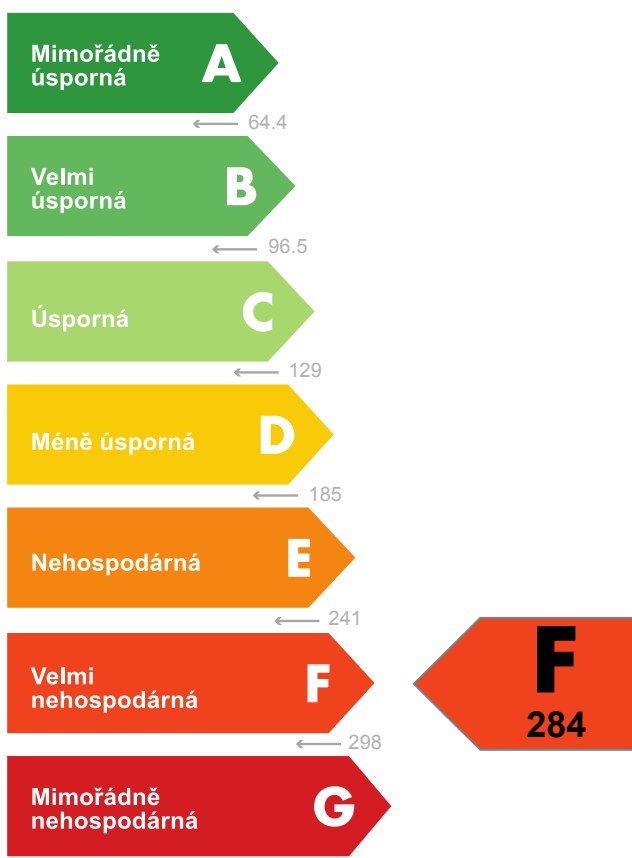 Mimořádně
úsporná
A
← 64.4
Velmi
úsporná
B
← 96.5
Úsporná
C
← 129
Méně úsporná
D
← 185
Nehospodárná
E
← 241
Velmi
nehospodárná
F
F
284
← 298
Mimořádně
nehospodárná
G